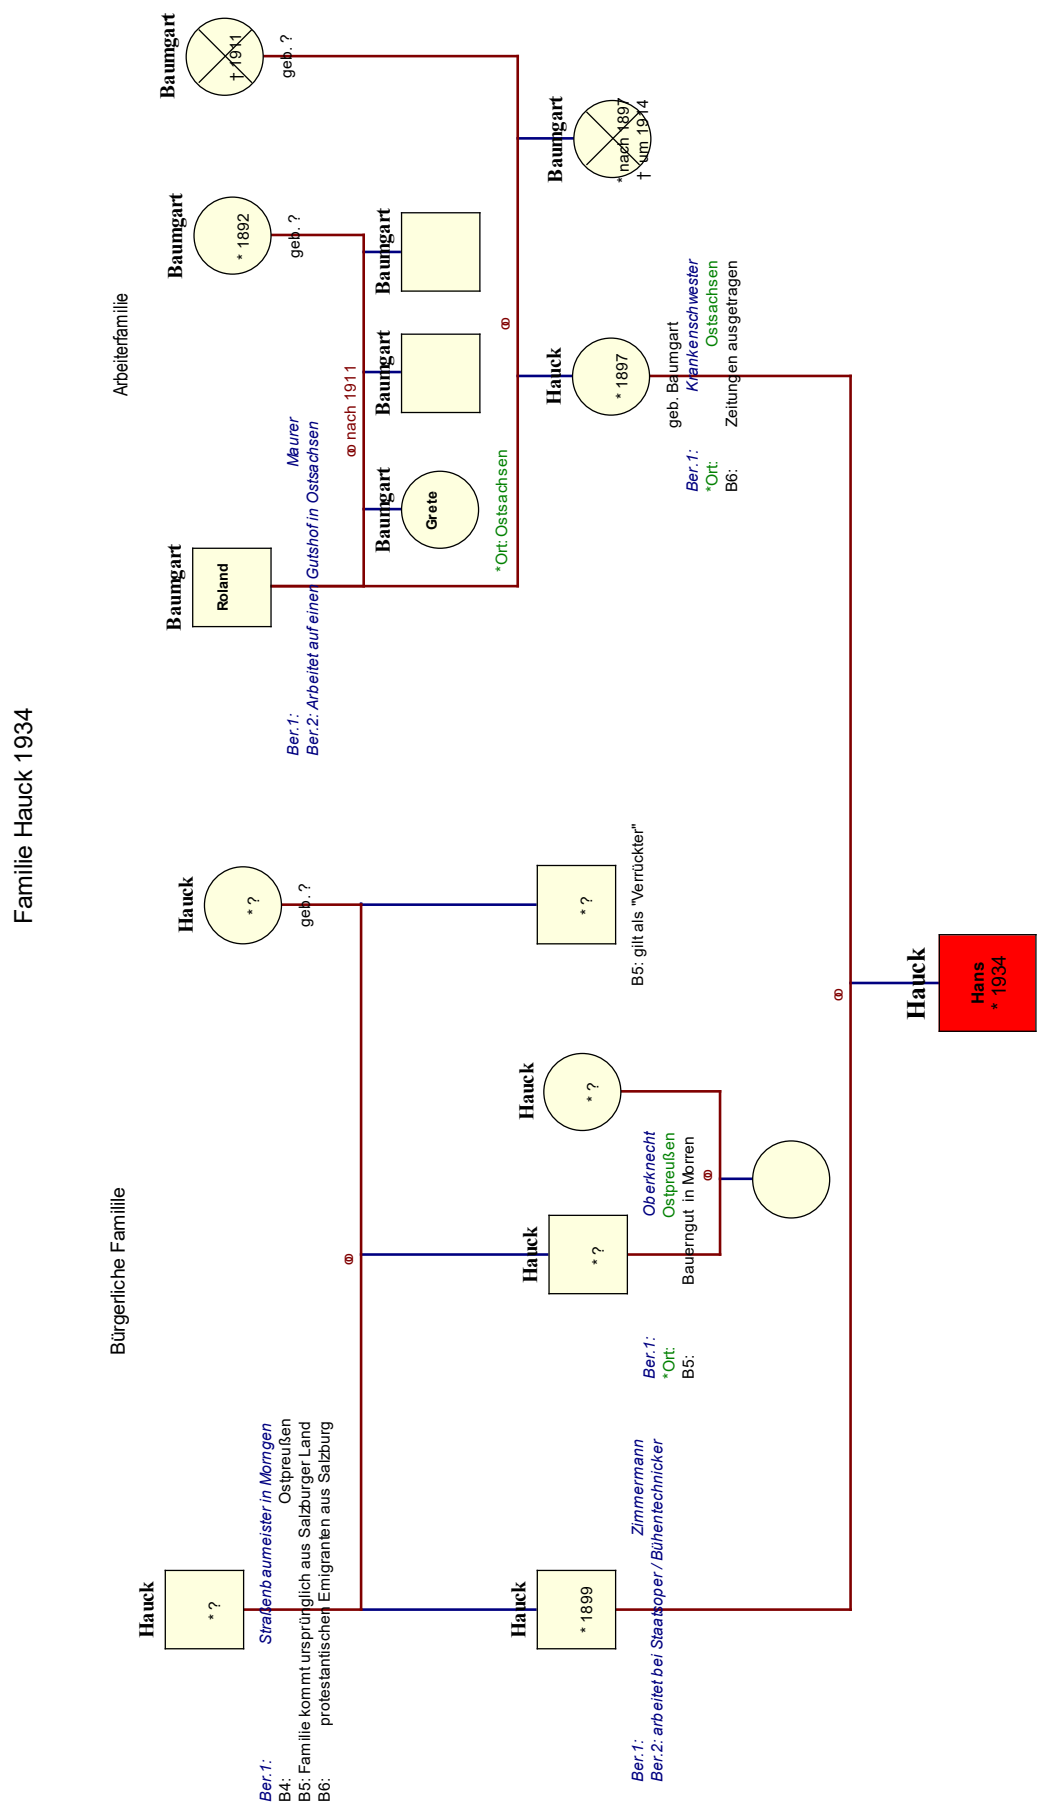 Familie Hauck 1934
Bürgerliche Famillie
Arbeiterfamilie
Hauck
* ?
Ber.1: Straßenbaumeister in Morngen
B4: Ostpreußen
B5: Familie kommt ursprünglich aus Salzburger Land
B6: protestantischen Emigranten aus Salzburg
Hauck
* ?
geb. ?
Baumgart
Roland
Ber.1: Maurer
Ber.2: Arbeitet auf einen Gutshof in Ostsachsen
Baumgart
* 1892
geb. ?
Baumgart
† 1911
geb. ?
⚭
⚭ nach 1911
Baumgart
Grete
Baumgart
Baumgart
*Ort: Ostsachsen
⚭
Hauck
* 1899
Ber.1: Zimmermann
Ber.2: arbeitet bei Staatsoper / Bühentechnicker
Hauck
* ?
Ber.1: Oberknecht
*Ort: Ostpreußen
B5: Bauerngut in Morren
Hauck
* ?
⚭
Hauck
* ?
B5: gilt als "Verrückter"
Hauck
* 1897
geb. Baumgart
Ber.1: Krankenschwester
*Ort: Ostsachsen
B6: Zeitungen ausgetragen
Baumgart
* nach 1897
† um 1914
⚭
Hauck
Hans
* 1934